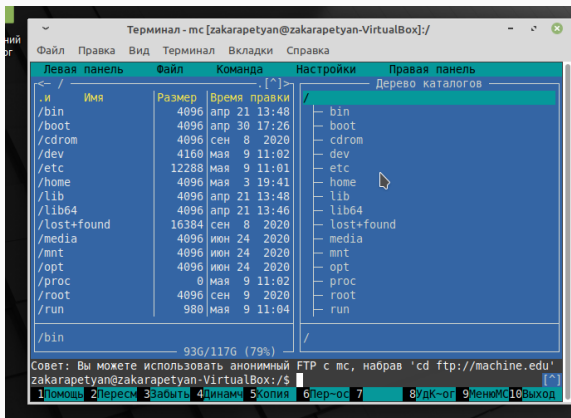 ний
ог
Терминал - mc [zakarapetyan@zakarapetyan-VirtualBox]:/
Файл Правка Вид Терминал Вкладки Справка
Левая панель Файл Команда Настройки Правая панель
<— / .[^]> Дерево каталогов
.и Имя Размер Время правки /
/bin 4096 апр 21 13:48 bin
/boot 4096 апр 30 17:26 boot
/cdrom 4096 сен 8 2020 cdrom
/dev 4160 мая 9 11:02 dev
/etc 12288 мая 9 11:01 etc
/home 4096 мая 3 19:41 home
/lib 4096 апр 21 13:48 lib
/lib64 4096 апр 21 13:46 lib64
/lost+found 16384 сен 8 2020 lost+found
/media 4096 июн 24 2020 media
/mnt 4096 июн 24 2020 mnt
/opt 4096 июн 24 2020 opt
/proc 0 мая 9 11:02 proc
/root 4096 сен 9 2020 root
/run 980 мая 9 11:04 run
/bin /
93G/117G (79%)
Совет: Вы можете использовать анонимный FTP с mc, набрав 'cd ftp://machine.edu'
zakarapetyan@zakarapetyan-VirtualBox:/$ [^]
1Помощь 2Пересм 3Забыть 4Динамч 5Копия 6Пер~ос 7 8Удк~ог 9МенюMC 10Выход